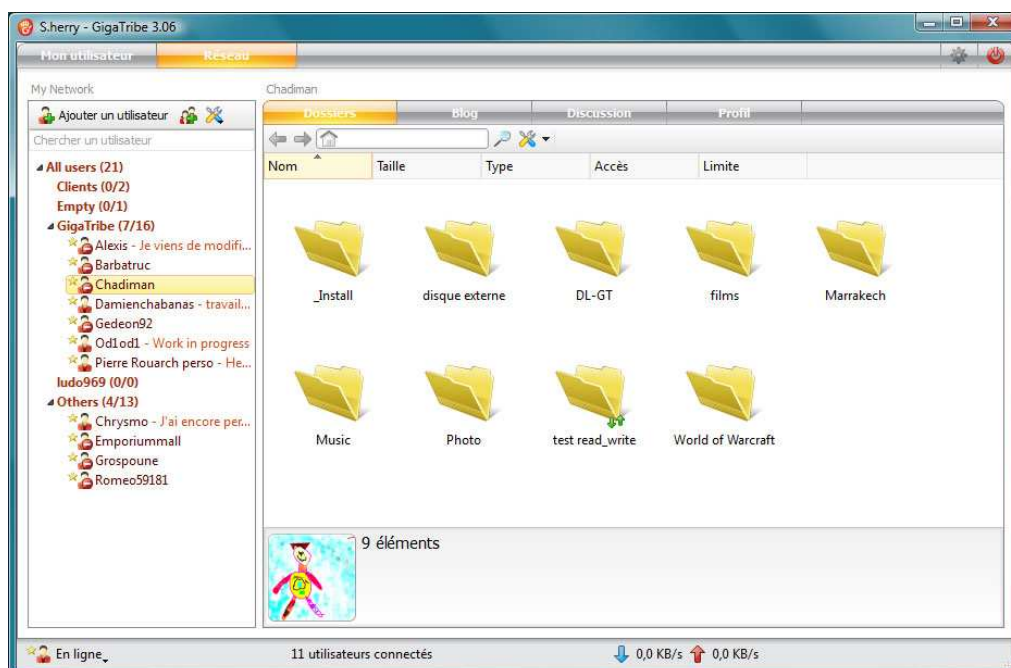 S.herry - GigaTribe 3.06
Mon utilisateur
Réseau
My Network
Ajouter un utilisateur
Chercher un utilisateur
All users (21)
Clients (0/2)
Empty (0/1)
GigaTribe (7/16)
Alexis - Je viens de modifi...
Barbatruc
Chadiman
Damienchabanas - travail...
Gedeon92
Od1od1 - Work in progress
Pierre Rouarch perso - He...
ludo969 (0/0)
Others (4/13)
Chrysmo - J'ai encore per...
Emporiummall
Grospoune
Romeo59181
Chadiman
Dossiers
Blog
Discussion
Profil
Nom
Taille
Type
Accès
Limite
_Install
disque externe
DL-GT
films
Marrakech
Music
Photo
test read_write
World of Warcraft
9 éléments
En ligne
11 utilisateurs connectés
0,0 KB/s
0,0 KB/s